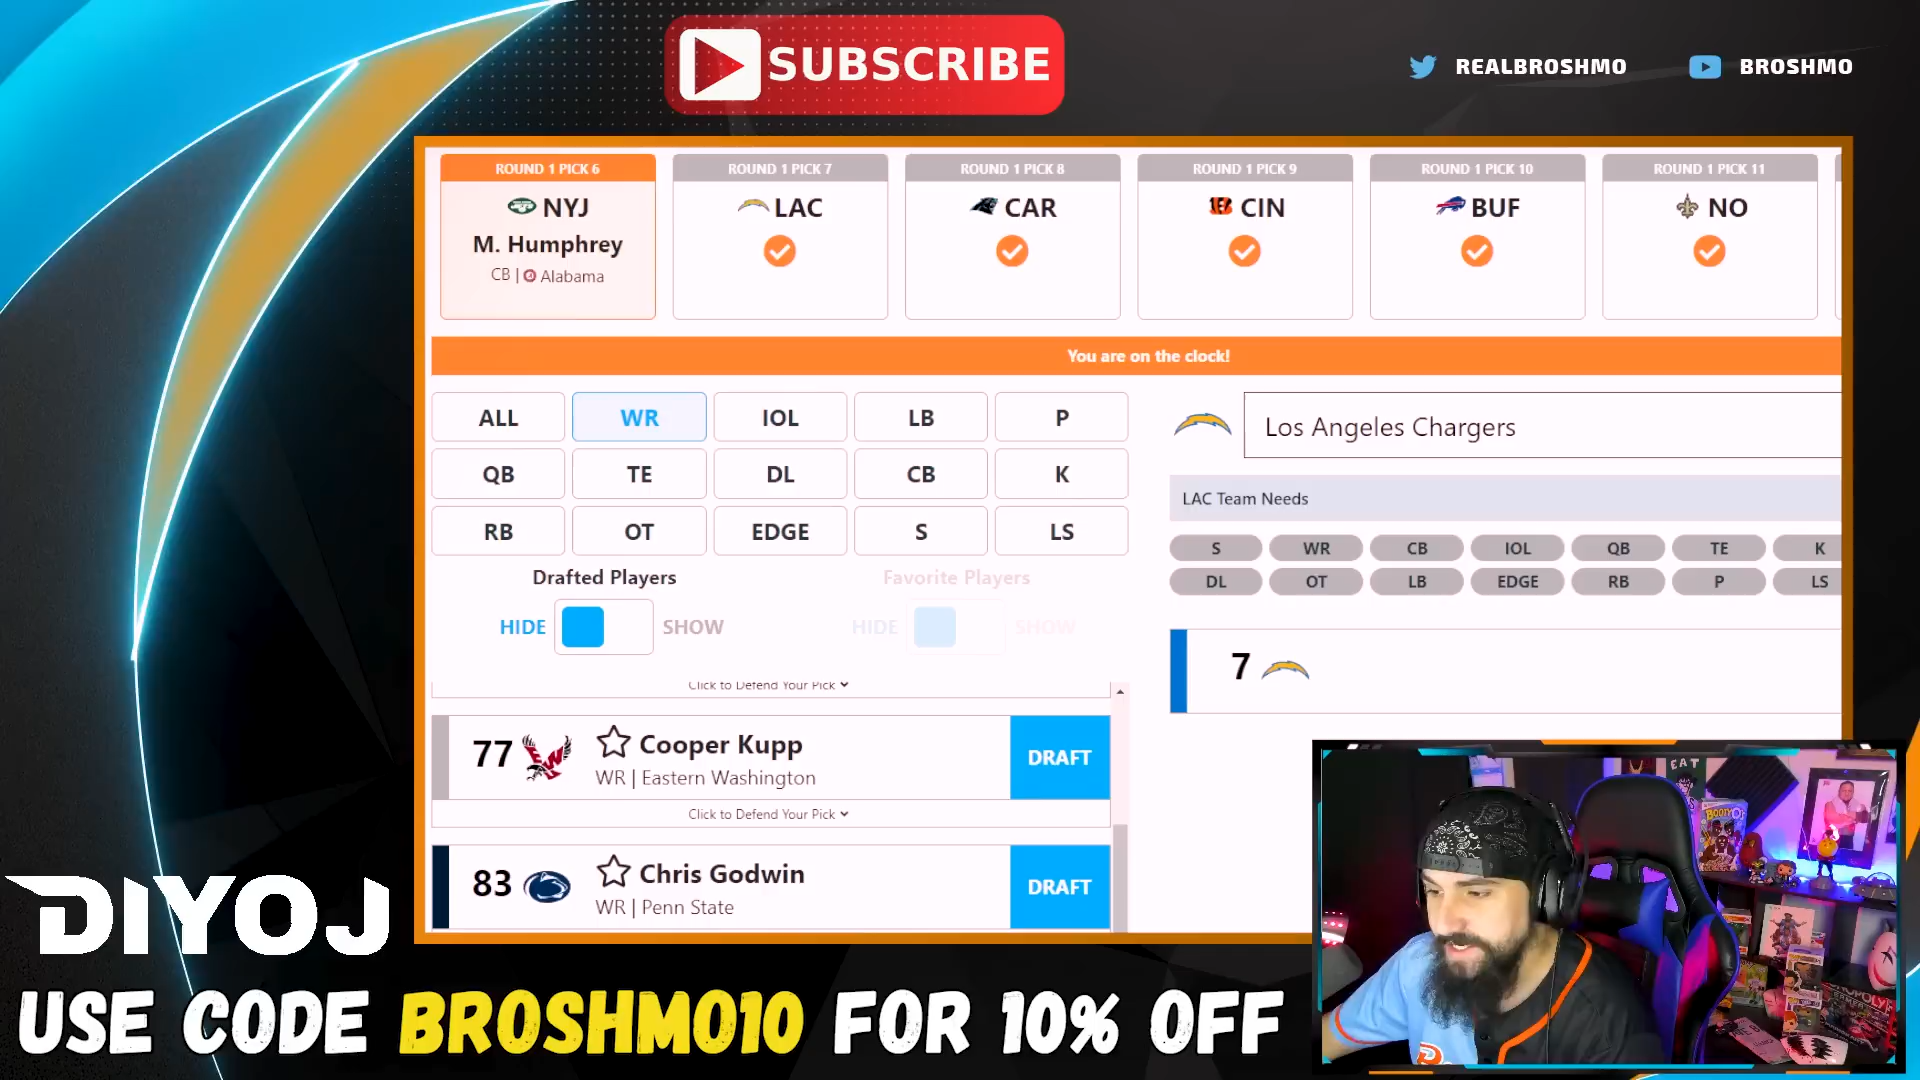 SUBSCRIBE
REALBROSHMO
BROSHMO
ROUND 1 PICK 6
NYJ
M. Humphrey
CB | Alabama
ROUND 1 PICK 7
LAC
ROUND 1 PICK 8
CAR
ROUND 1 PICK 9
CIN
ROUND 1 PICK 10
BUF
ROUND 1 PICK 11
NO
You are on the clock!
ALL WR IOL LB P
QB TE DL CB K
RB OT EDGE S LS
Drafted Players
HIDE SHOW
Favorite Players
HIDE SHOW
Click to Defend Your Pick
77
Cooper Kupp
WR | Eastern Washington
DRAFT
Click to Defend Your Pick
83
Chris Godwin
WR | Penn State
DRAFT
Los Angeles Chargers
LAC Team Needs
S WR CB IOL QB TE K
DL OT LB EDGE RB P LS
7
EAT
DIYOJ
USE CODE BROSHMO10 FOR 10% OFF